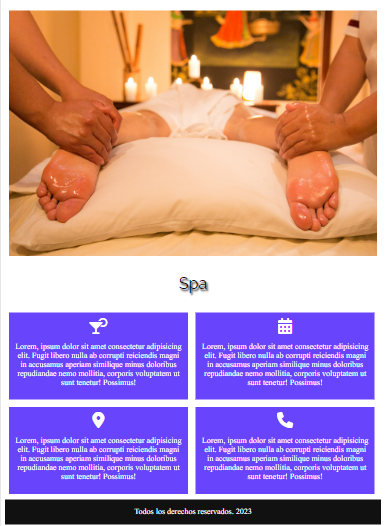 Spa
Lorem, ipsum dolor sit amet consectetur adipisicing
elit. Fugit libero nulla ab corrupti reiciendis magni
in accusamus aperiam similique minus doloribus
repudiandae nemo mollitia, corporis voluptatem ut
sunt tenetur! Possimus!
Lorem, ipsum dolor sit amet consectetur adipisicing
elit. Fugit libero nulla ab corrupti reiciendis magni
in accusamus aperiam similique minus doloribus
repudiandae nemo mollitia, corporis voluptatem ut
sunt tenetur! Possimus!
Lorem, ipsum dolor sit amet consectetur adipisicing
elit. Fugit libero nulla ab corrupti reiciendis magni
in accusamus aperiam similique minus doloribus
repudiandae nemo mollitia, corporis voluptatem ut
sunt tenetur! Possimus!
Lorem, ipsum dolor sit amet consectetur adipisicing
elit. Fugit libero nulla ab corrupti reiciendis magni
in accusamus aperiam similique minus doloribus
repudiandae nemo mollitia, corporis voluptatem ut
sunt tenetur! Possimus!
Todos los derechos reservados. 2023